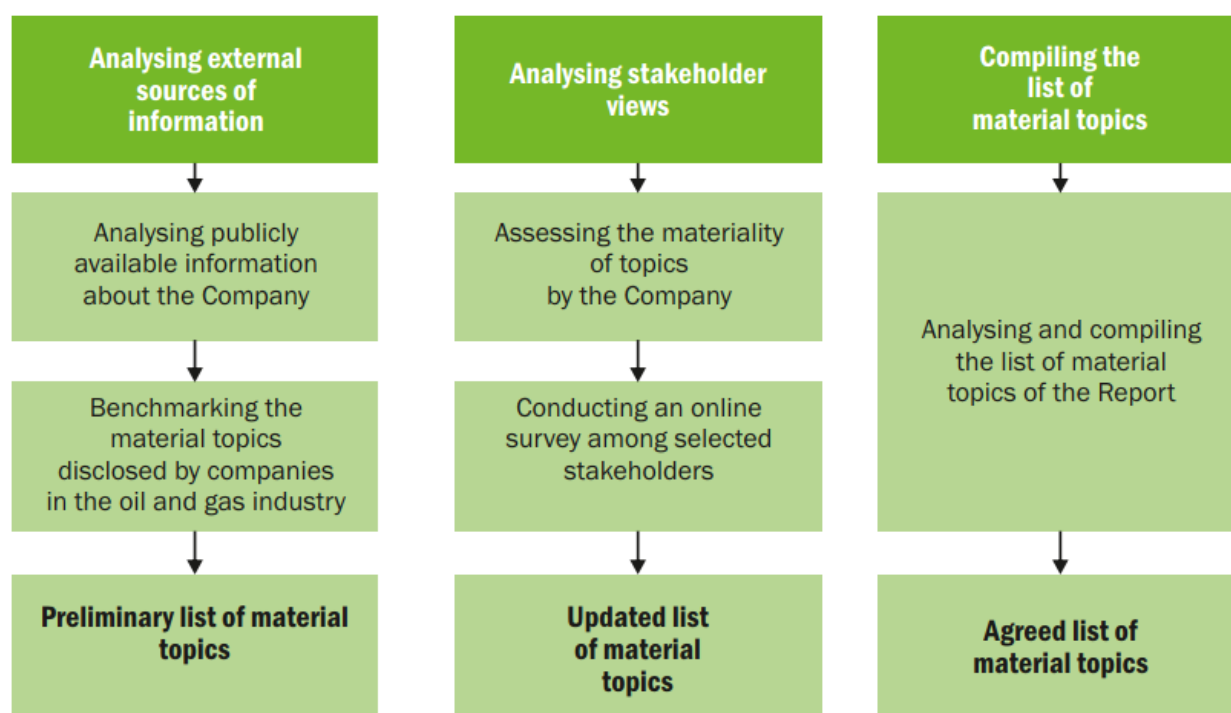 Analysing external
sources of
information
Analysing publicly
available information
about the Company
Benchmarking the
material topics
disclosed by companies
in the oil and gas industry
Preliminary list of material
topics
Analysing stakeholder
views
Assessing the materiality
of topics
by the Company
Conducting an online
survey among selected
stakeholders
Updated list
of material
topics
Compiling the
list of
material topics
Analysing and compiling
the list of material
topics of the Report
Agreed list of
material topics